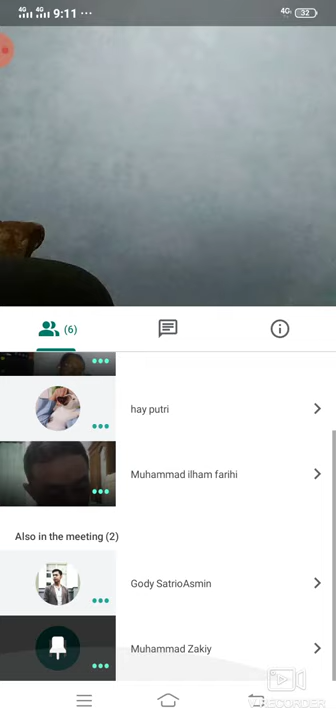 4G 4G 9:11 ··· 4G 32
(6)
hay putri
Muhammad ilham farihi
Also in the meeting (2)
Gody SatrioAsmin
Muhammad Zakiy
V.RECORDER